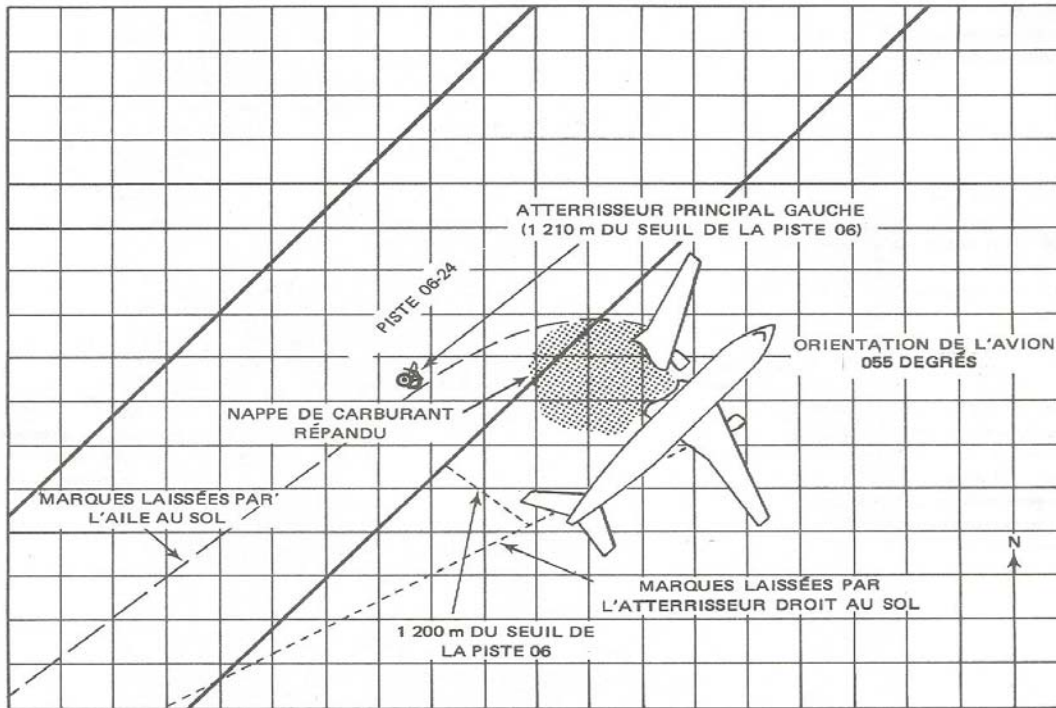 ATTERRISSEUR PRINCIPAL GAUCHE
(1 210 m DU SEUIL DE LA PISTE 06)
PISTE 06-24
ORIENTATION DE L'AVION
055 DEGRÉS
NAPPE DE CARBURANT
RÉPANDU
MARQUES LAISSÉES PAR
L'AILE AU SOL
N
MARQUES LAISSÉES PAR
L'ATTERRISSEUR DROIT AU SOL
1 200 m DU SEUIL DE
LA PISTE 06